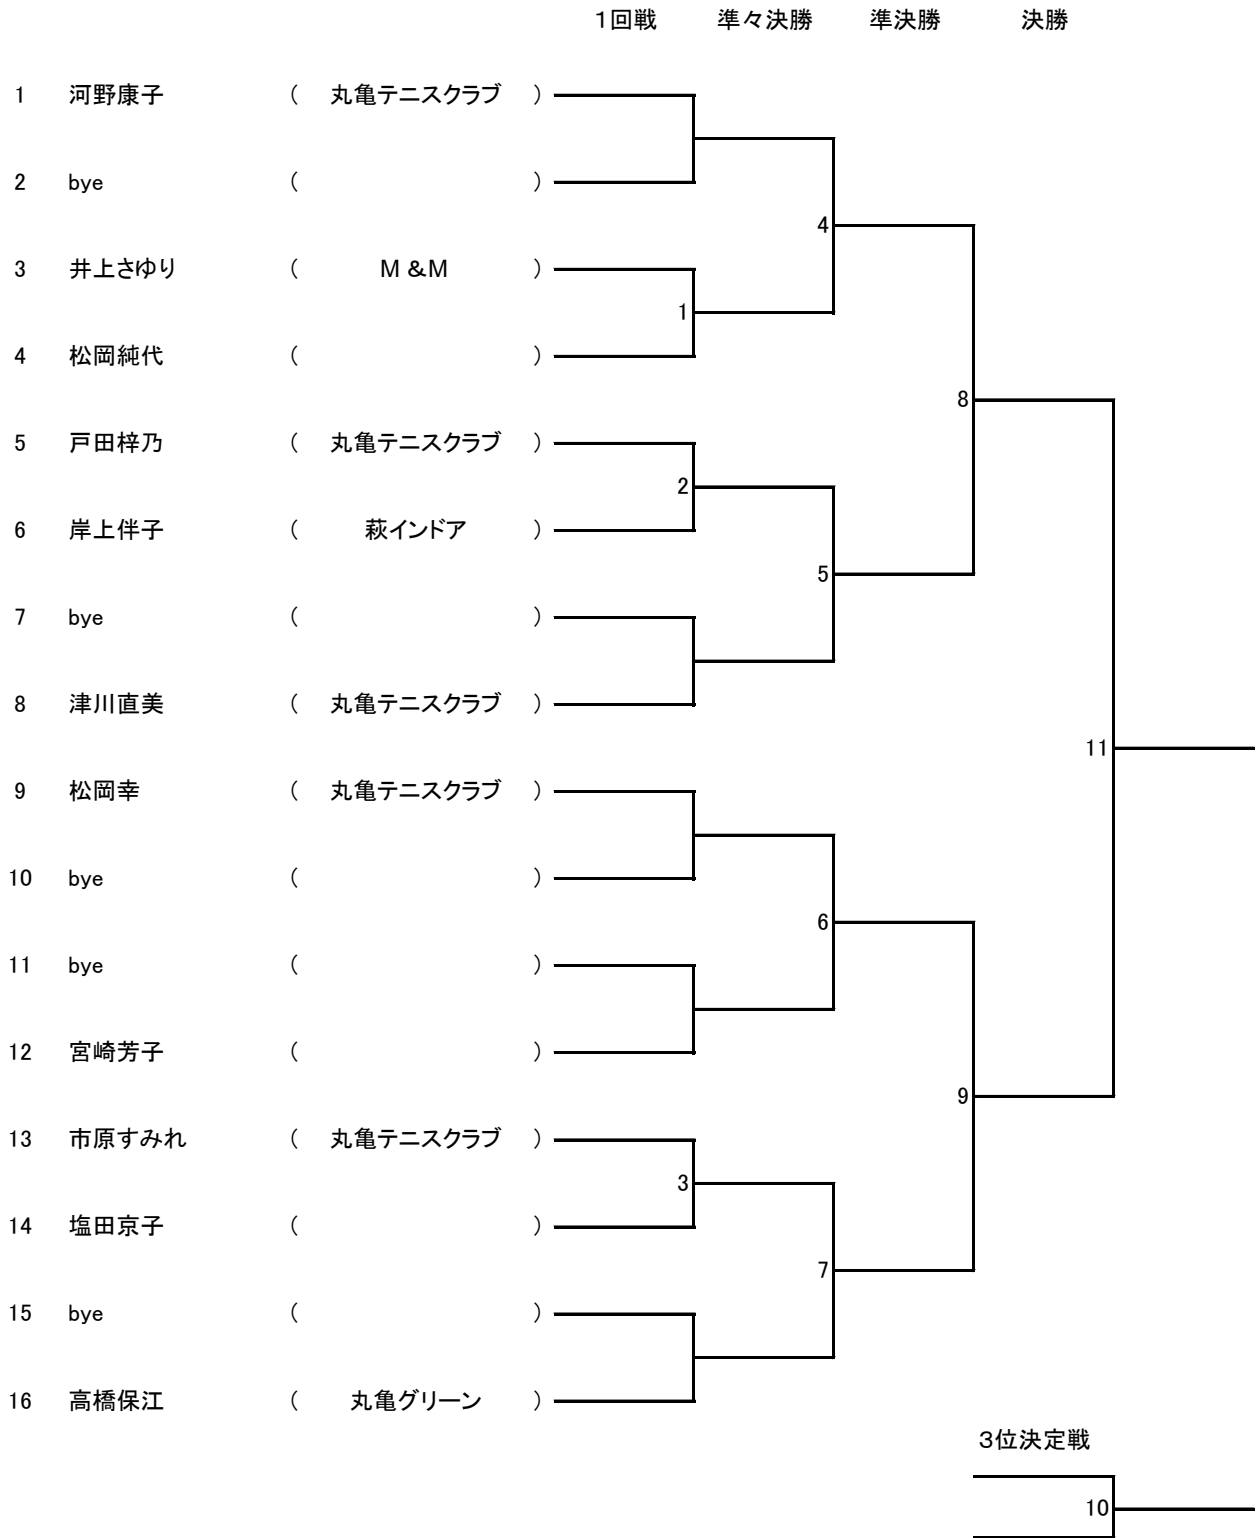 1回戦 準々決勝 準決勝 決勝
1 河野康子 ( 丸亀テニスクラブ )
2 bye ( )
4
3 井上さゆり ( M &M )
1
4 松岡純代 ( )
8
5 戸田梓乃 ( 丸亀テニスクラブ )
2
6 岸上伴子 ( 萩インドア )
5
7 bye ( )
8 津川直美 ( 丸亀テニスクラブ )
11
9 松岡幸 ( 丸亀テニスクラブ )
10 bye ( )
6
11 bye ( )
12 宮崎芳子 ( )
9
13 市原すみれ ( 丸亀テニスクラブ )
3
14 塩田京子 ( )
7
15 bye ( )
16 高橋保江 ( 丸亀グリーン )
3位決定戦
10